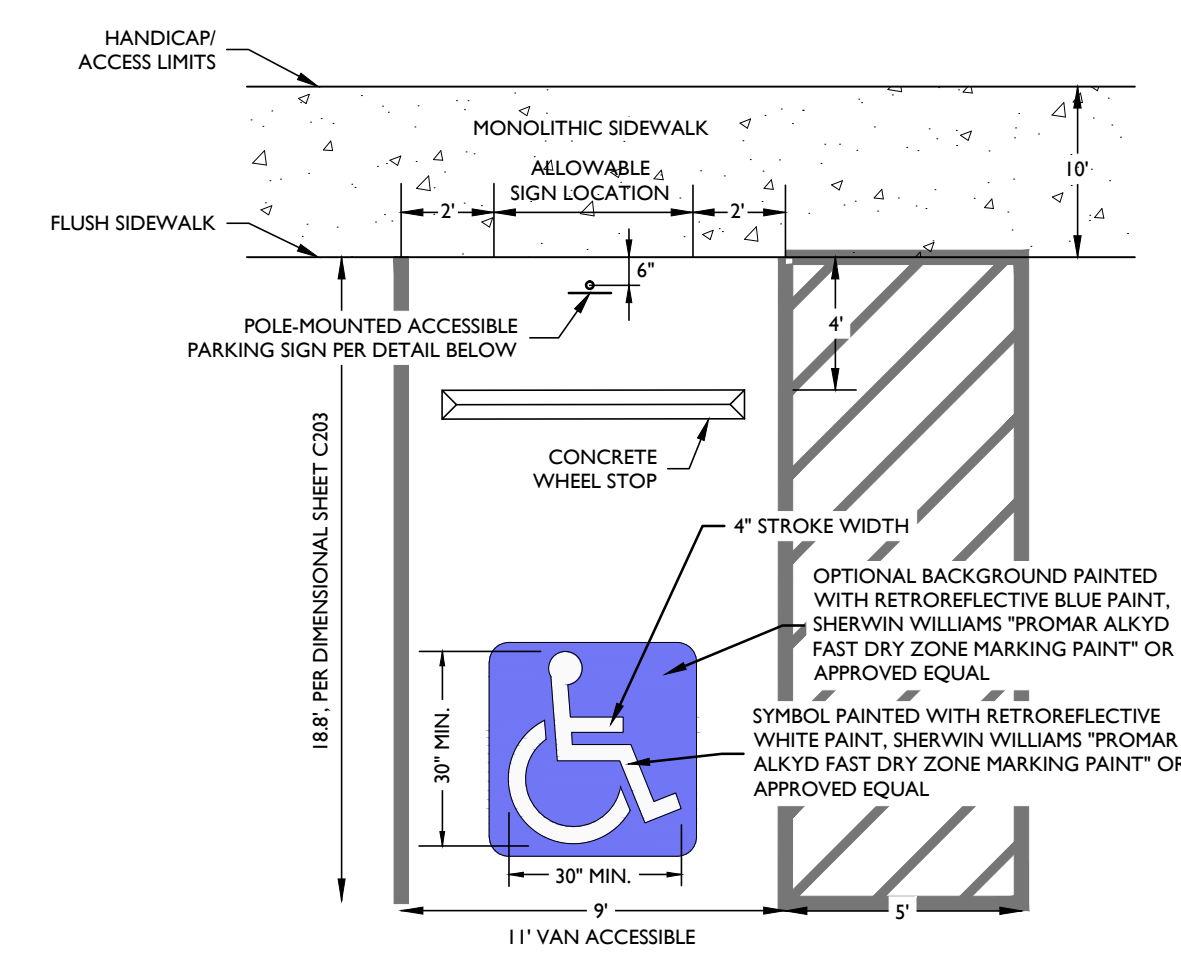 HANDICAP/
ACCESS LIMITS
MONOLITHIC SIDEWALK
ALLOWABLE
SIGN LOCATION
10'
FLUSH SIDEWALK
2'
2'
6"
4'
POLE-MOUNTED ACCESSIBLE
PARKING SIGN PER DETAIL BELOW
CONCRETE
WHEEL STOP
18.8', PER DIMENSIONAL SHEET C203
4" STROKE WIDTH
OPTIONAL BACKGROUND PAINTED
WITH RETROREFLECTIVE BLUE PAINT,
SHERWIN WILLIAMS "PROMAR ALKYD
FAST DRY ZONE MARKING PAINT" OR
APPROVED EQUAL
SYMBOL PAINTED WITH RETROREFLECTIVE
WHITE PAINT, SHERWIN WILLIAMS "PROMAR
ALKYD FAST DRY ZONE MARKING PAINT" OR
APPROVED EQUAL
30" MIN.
30" MIN.
9'
5'
11' VAN ACCESSIBLE